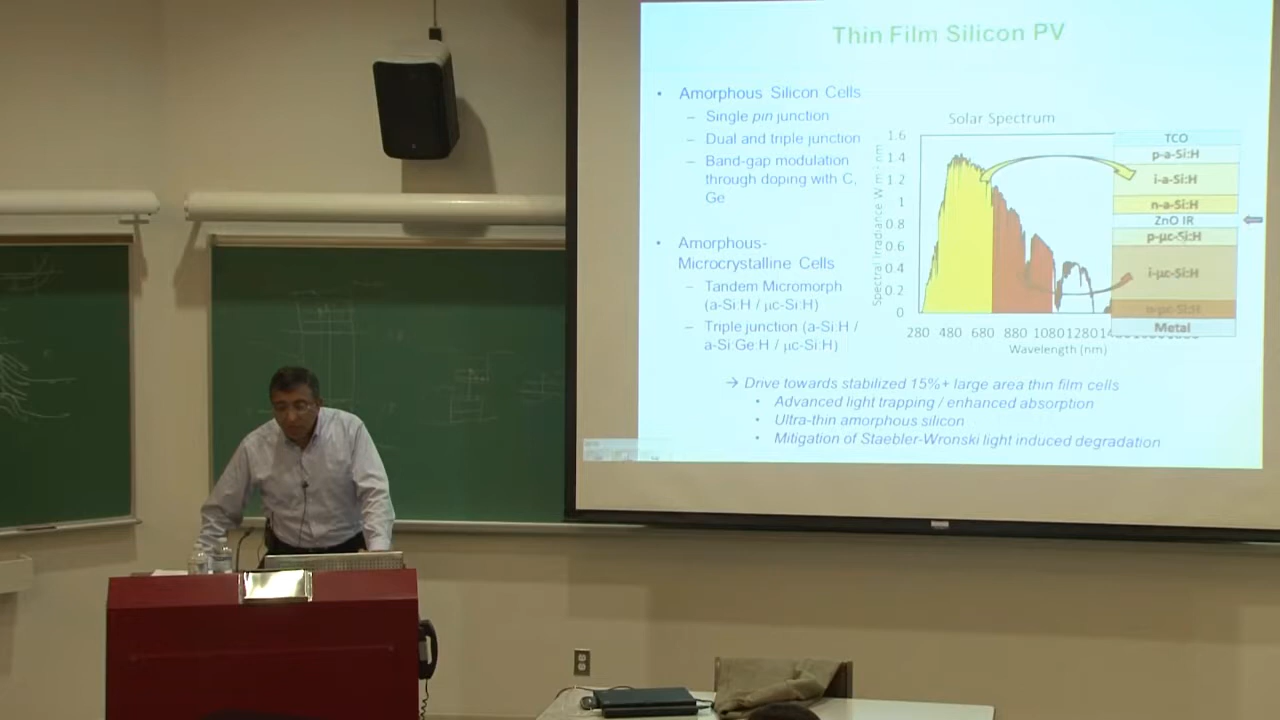 Thin Film Silicon PV
• Amorphous Silicon Cells
– Single pin junction
– Dual and triple junction
– Band-gap modulation
through doping with C,
Ge
• Amorphous-
Microcrystalline Cells
– Tandem Micromorph
(a-Si:H / μc-Si:H)
– Triple junction (a-Si:H /
a-Si:Ge:H / μc-Si:H)
Solar Spectrum
Spectral Irradiance W m-² nm
1.6
1.4
1.2
1
0.8
0.6
0.4
0.2
0
280 480 680 880 1080 1280
Wavelength (nm)
TCO
p-a-Si:H
i-a-Si:H
n-a-Si:H
ZnO IR
p-μc-Si:H
i-μc-Si:H
n-μc-Si:H
Metal
→ Drive towards stabilized 15%+ large area thin film cells
• Advanced light trapping / enhanced absorption
• Ultra-thin amorphous silicon
• Mitigation of Staebler-Wronski light induced degradation